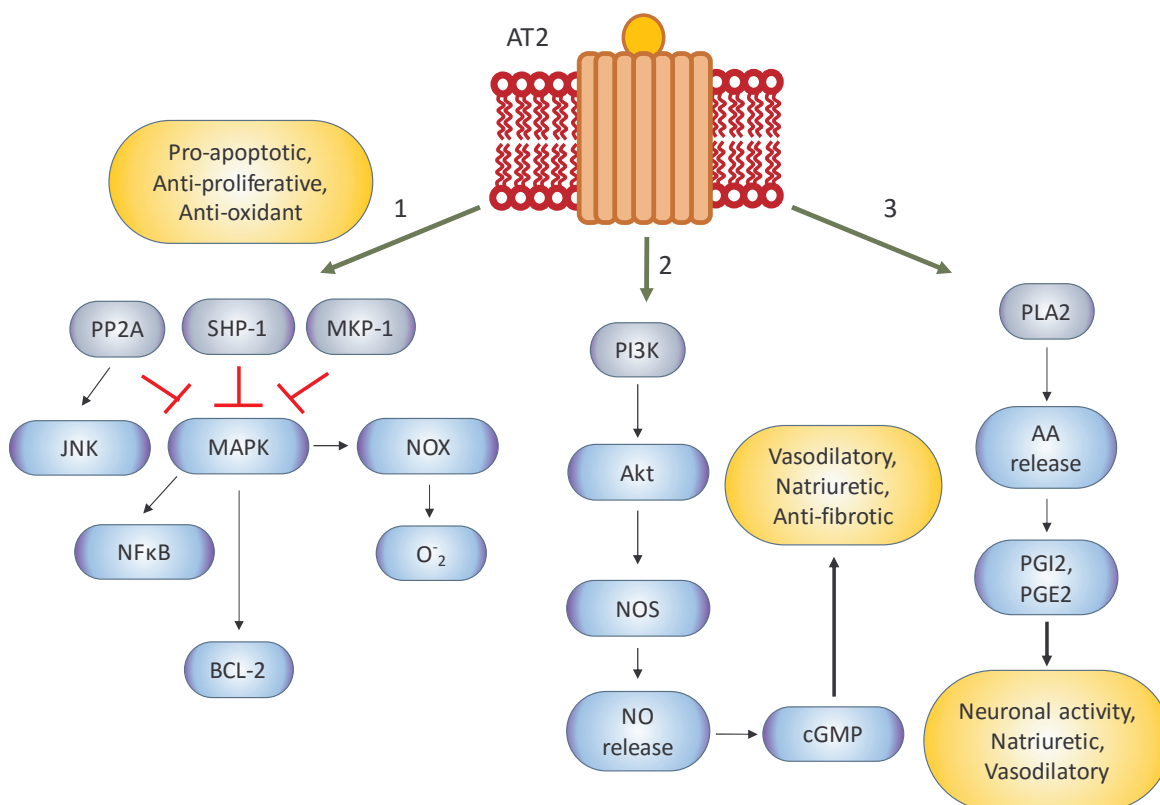 AT2
Pro-apoptotic,
Anti-proliferative,
Anti-oxidant
1
2
3
PP2A
SHP-1
MKP-1
JNK
MAPK
NOX
NFκB
O⁻₂
BCL-2
PI3K
Akt
NOS
NO
release
cGMP
Vasodilatory,
Natriuretic,
Anti-fibrotic
PLA2
AA
release
PGI2,
PGE2
Neuronal activity,
Natriuretic,
Vasodilatory